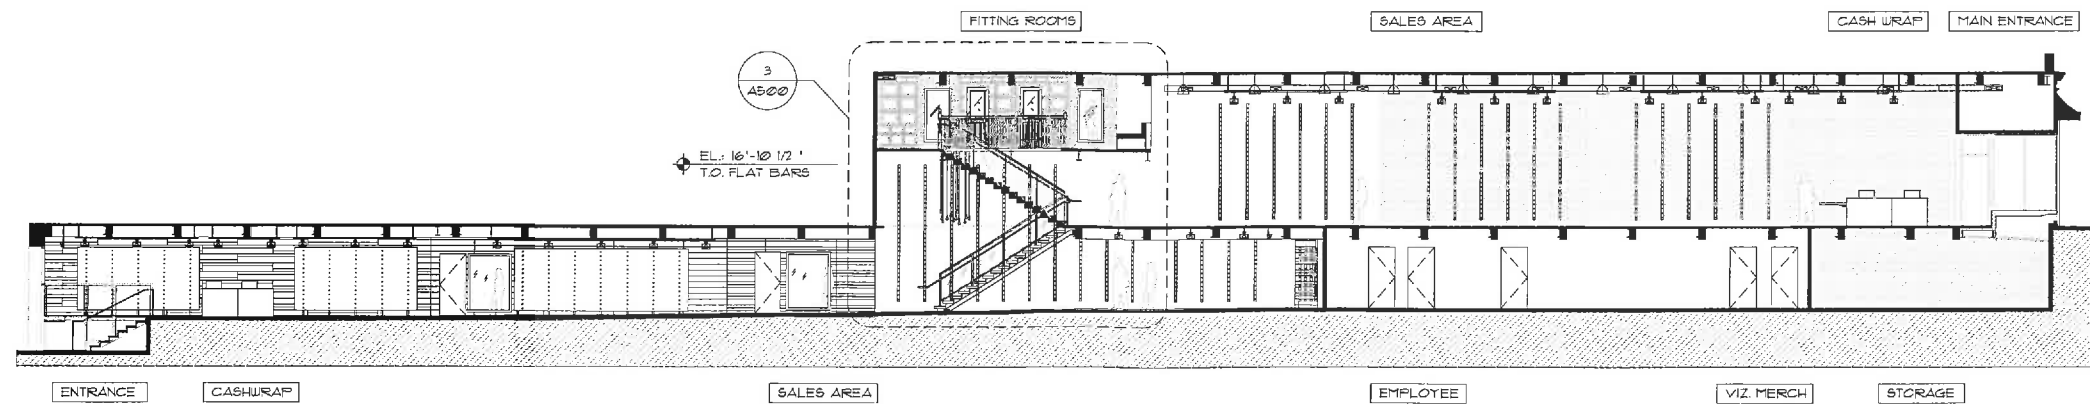 FITTING ROOMS
SALES AREA
CASH WRAP
MAIN ENTRANCE
3
A500
EL.: 16'-10 1/2 '
T.O. FLAT BARS
ENTRANCE
CASHWRAP
SALES AREA
EMPLOYEE
VIZ. MERCH
STORAGE